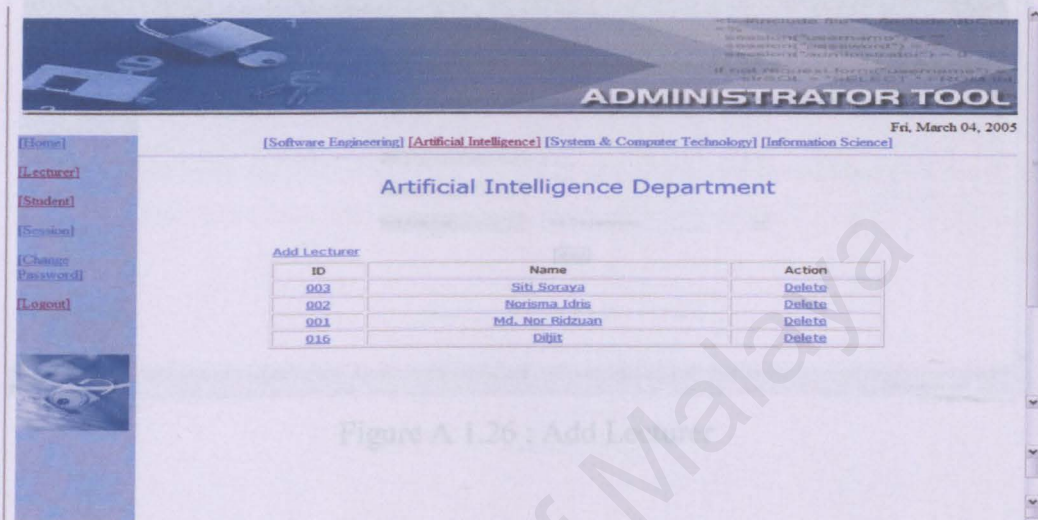 ADMINISTRATOR TOOL
Fri, March 04, 2005
[Home]
[Lecturer]
[Student]
[Session]
[Change
Password]
[Logout]
[Software Engineering] [Artificial Intelligence] [System & Computer Technology] [Information Science]
Artificial Intelligence Department
Add Lecturer
ID Name Action
003 Siti Soraya Delete
002 Norisma Idris Delete
001 Md. Nor Ridzuan Delete
016 Diljit Delete
Figure A 1.26 : Add Lecturer
of Malaya